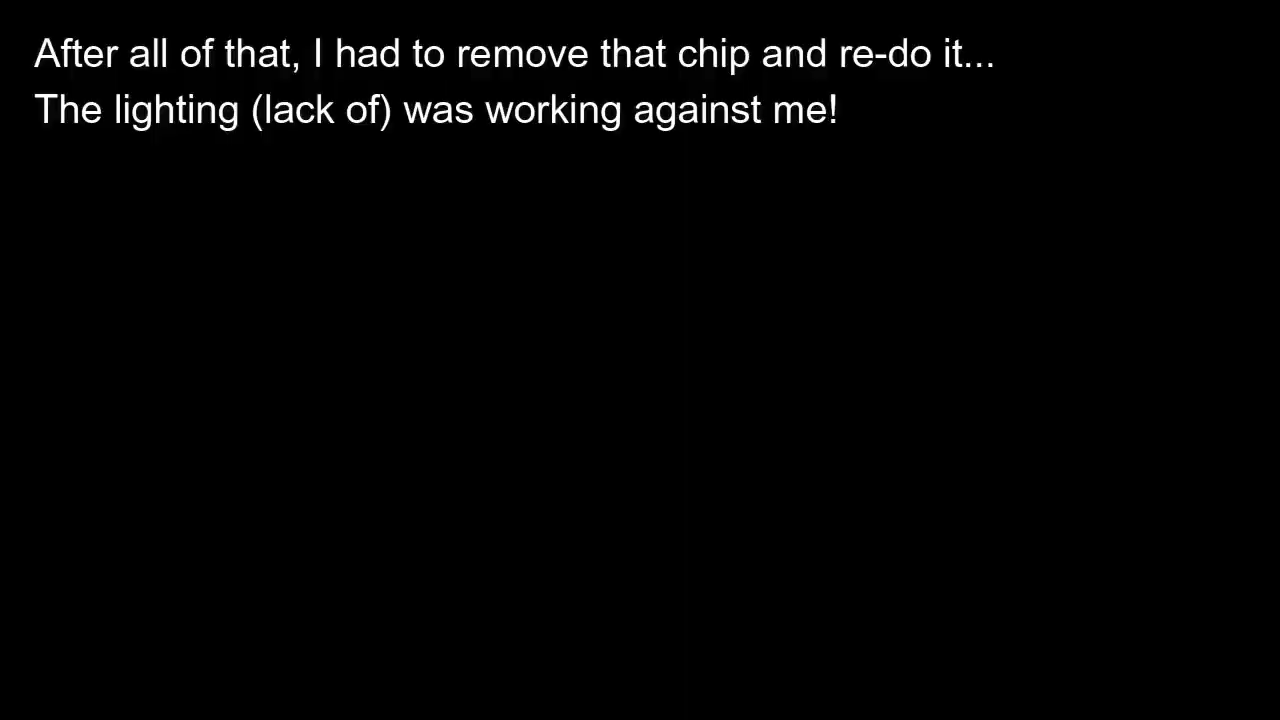 After all of that, I had to remove that chip and re-do it...
The lighting (lack of) was working against me!